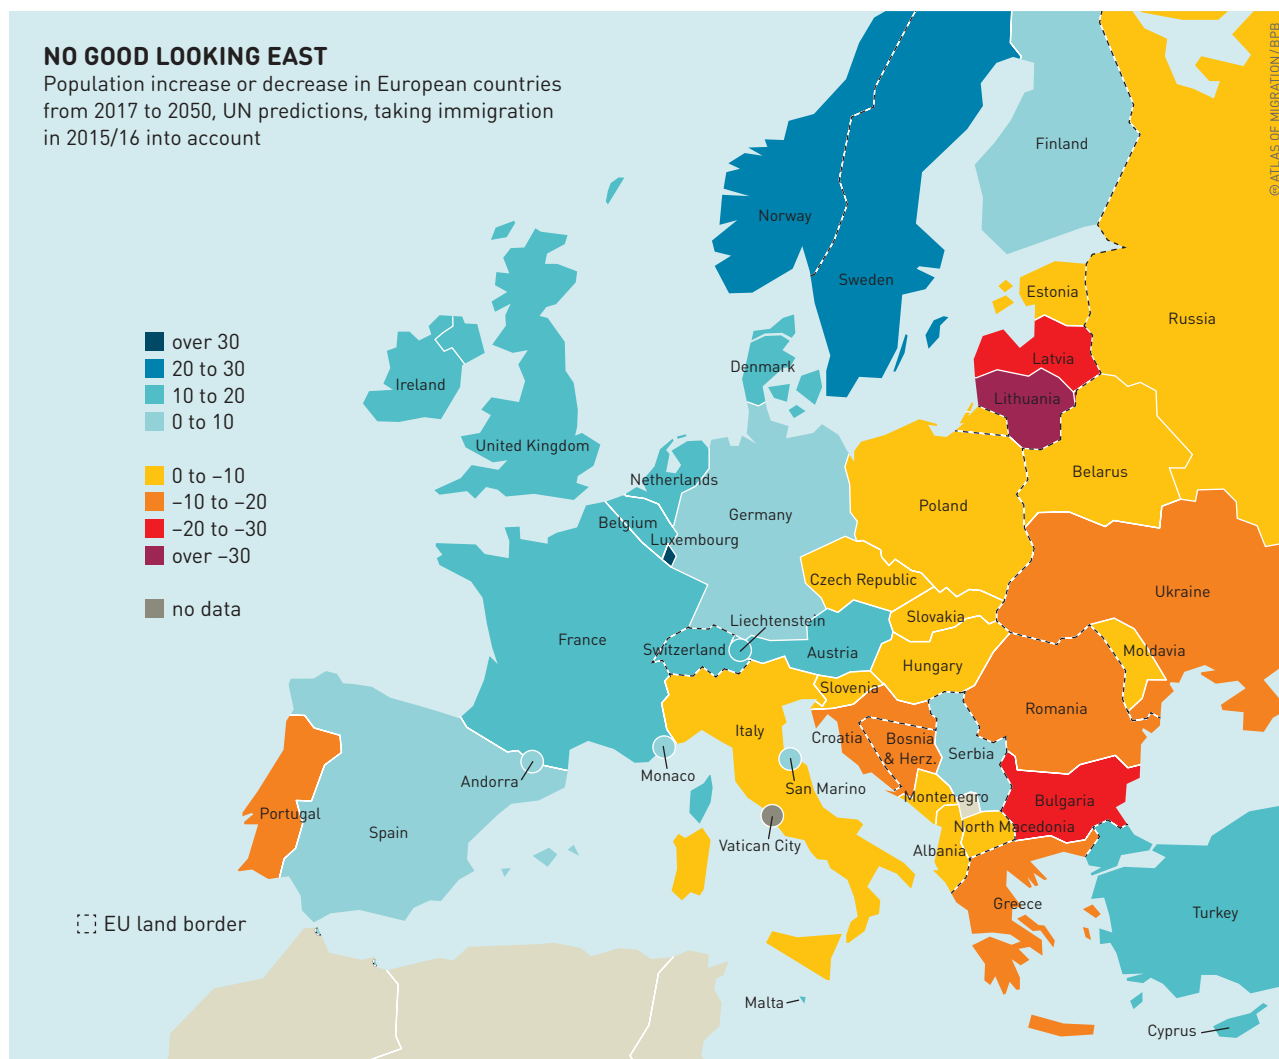 NO GOOD LOOKING EAST
Population increase or decrease in European countries
from 2017 to 2050, UN predictions, taking immigration
in 2015/16 into account
© ATLAS OF MIGRATION/BPB
over 30
20 to 30
10 to 20
0 to 10
0 to –10
–10 to –20
–20 to –30
over –30
no data
EU land border
Finland
Norway
Sweden
Estonia
Russia
Latvia
Denmark
Ireland
Lithuania
United Kingdom
Belarus
Netherlands
Poland
Germany
Belgium
Luxembourg
Czech Republic
Ukraine
Slovakia
Liechtenstein
France
Switzerland
Austria
Moldavia
Hungary
Slovenia
Romania
Italy
Croatia
Bosnia
& Herz.
Serbia
Monaco
Andorra
San Marino
Montenegro
Bulgaria
Portugal
North Macedonia
Spain
Vatican City
Albania
Greece
Turkey
Malta
Cyprus